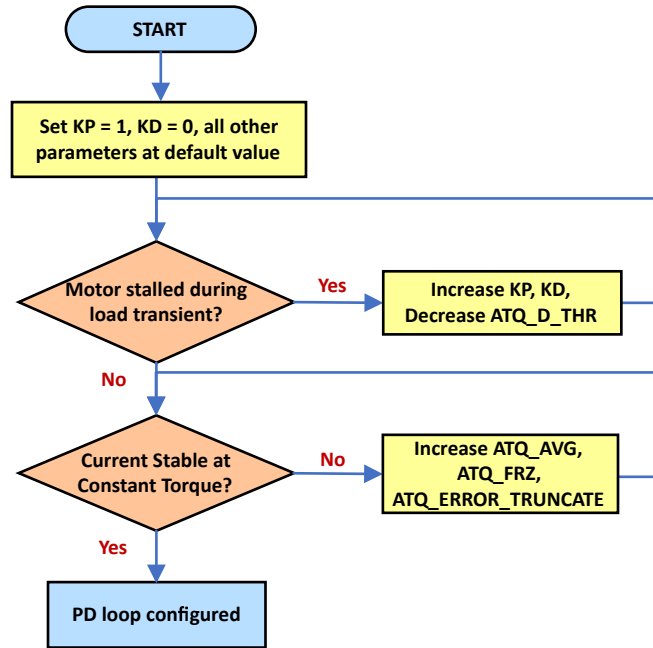 START
Set KP = 1, KD = 0, all other
parameters at default value
Motor stalled during
load transient?
Yes
Increase KP, KD,
Decrease ATQ_D_THR
No
Current Stable at
Constant Torque?
No
Increase ATQ_AVG,
ATQ_FRZ,
ATQ_ERROR_TRUNCATE
Yes
PD loop configured